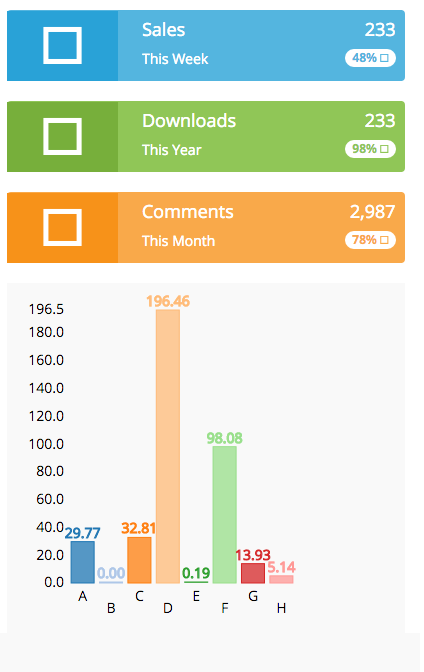 Sales 233
This Week 48%
Downloads 233
This Year 98%
Comments 2,987
This Month 78%
196.46
196.5
180.0
160.0
140.0
120.0
98.08
100.0
80.0
60.0
40.0 29.77 32.81
20.0 0.00 0.19 13.93 5.14
0.0
A C E G
B D F H